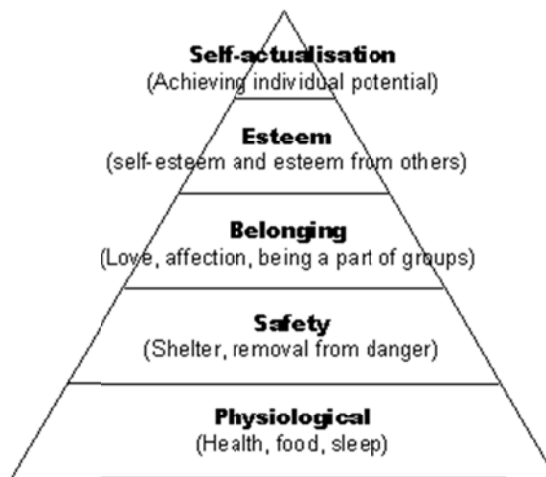 Self-actualisation
(Achieving individual potential)
Esteem
(self-esteem and esteem from others)
Belonging
(Love, affection, being a part of groups)
Safety
(Shelter, removal from danger)
Physiological
(Health, food, sleep)